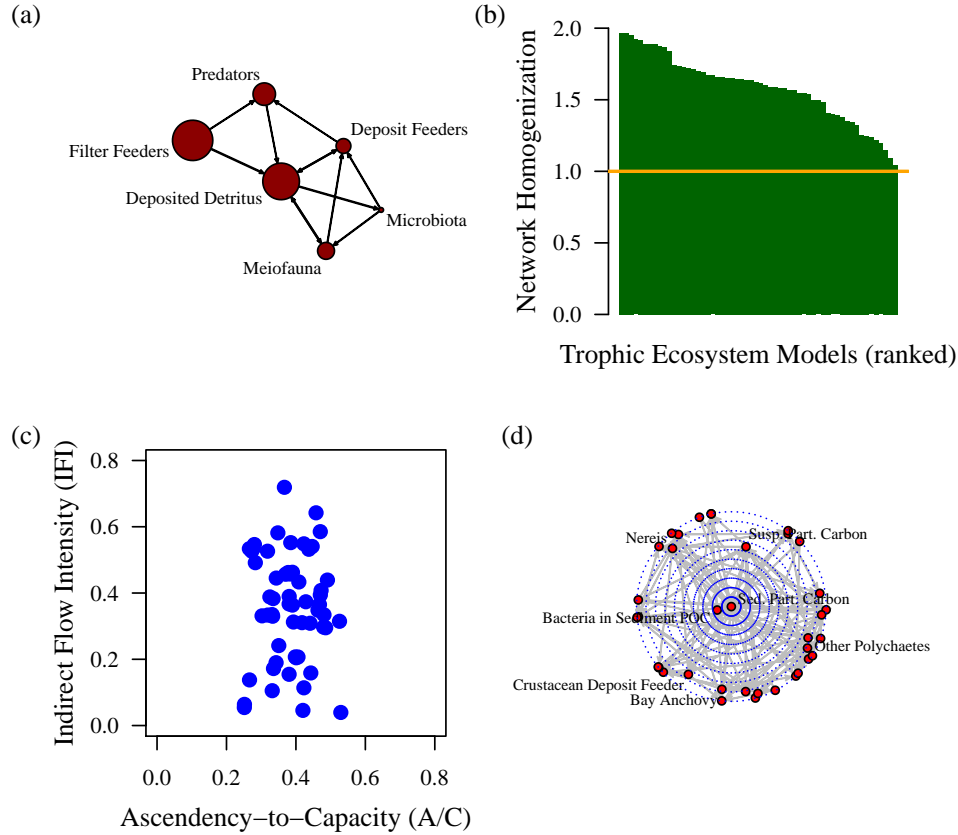 (a)
Predators
Deposit Feeders
Filter Feeders
Deposited Detritus
Microbiota
Meiofauna
(b)
Network Homogenization
2.0
1.5
1.0
0.5
0.0
Trophic Ecosystem Models (ranked)
(c)
Indirect Flow Intensity (IFI)
0.8
0.6
0.4
0.2
0.0
0.0 0.2 0.4 0.6 0.8
Ascendency−to−Capacity (A/C)
(d)
Nereis
Susp. Part. Carbon
Sed. Part. Carbon
Bacteria in Sediment POC
Other Polychaetes
Crustacean Deposit Feeder
Bay Anchovy